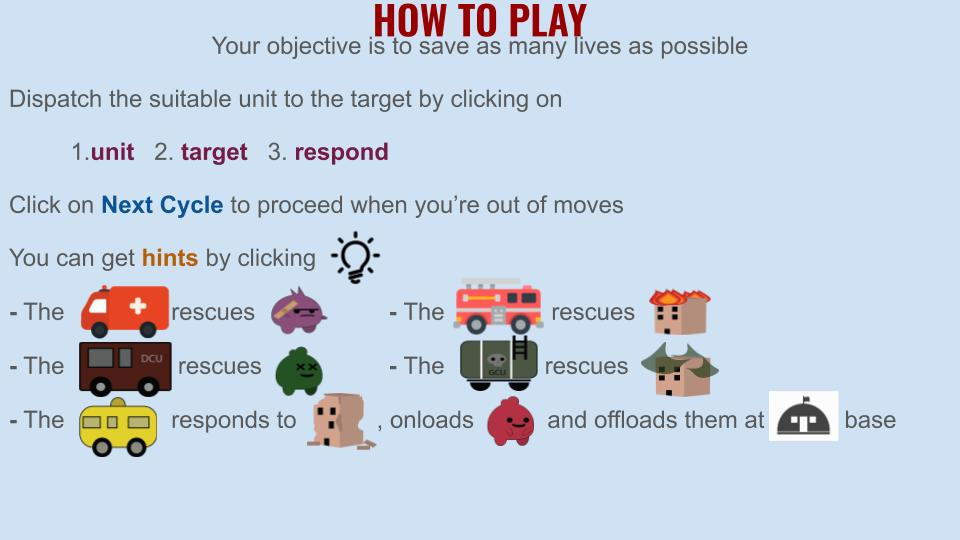 HOW TO PLAY
Your objective is to save as many lives as possible
Dispatch the suitable unit to the target by clicking on
1.unit 2. target 3. respond
Click on Next Cycle to proceed when you’re out of moves
You can get hints by clicking
- The rescues - The rescues
- The DCU rescues - The GCU rescues
- The responds to , onloads and offloads them at base